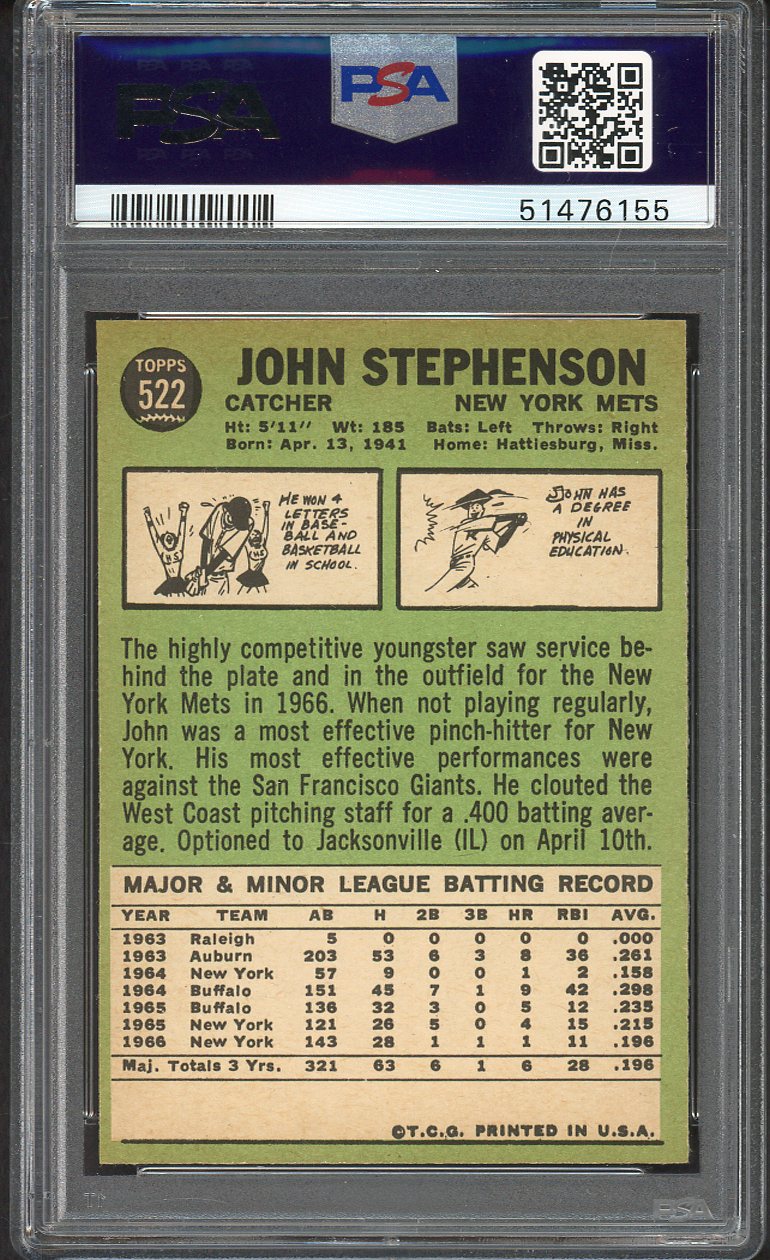 PSA
PSA
51476155
TOPPS
522
JOHN STEPHENSON
CATCHER NEW YORK METS
Ht: 5'11" Wt: 185 Bats: Left Throws: Right
Born: Apr. 13, 1941 Home: Hattiesburg, Miss.
HE WON 4
LETTERS
IN BASE-
BALL AND
BASKETBALL
IN SCHOOL.
HS
HS
JOHN HAS
A DEGREE
IN
PHYSICAL
EDUCATION.
The highly competitive youngster saw service be-
hind the plate and in the outfield for the New
York Mets in 1966. When not playing regularly,
John was a most effective pinch-hitter for New
York. His most effective performances were
against the San Francisco Giants. He clouted the
West Coast pitching staff for a .400 batting aver-
age. Optioned to Jacksonville (IL) on April 10th.
MAJOR & MINOR LEAGUE BATTING RECORD
YEAR TEAM AB H 2B 3B HR RBI AVG.
1963 Raleigh 5 0 0 0 0 0 .000
1963 Auburn 203 53 6 3 8 36 .261
1964 New York 57 9 0 0 1 2 .158
1964 Buffalo 151 45 7 1 9 42 .298
1965 Buffalo 136 32 3 0 5 12 .235
1965 New York 121 26 5 0 4 15 .215
1966 New York 143 28 1 1 1 11 .196
Maj. Totals 3 Yrs. 321 63 6 1 6 28 .196
©T.C.G. PRINTED IN U.S.A.
PSA